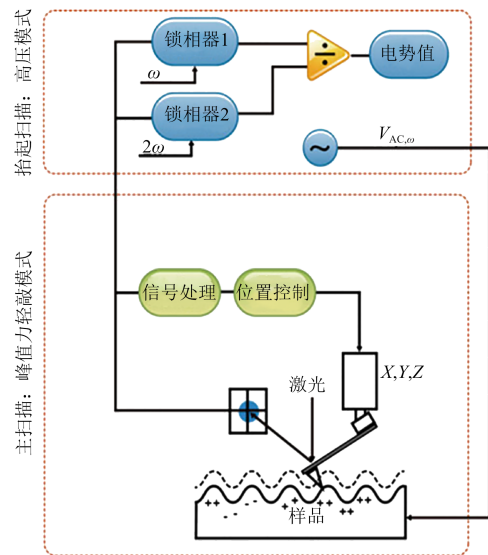 抬起扫描：高压模式
锁相器1
ω
锁相器2
2ω
÷
电势值
~
V_AC,ω
主扫描：峰值力轻敲模式
信号处理
位置控制
X,Y,Z
激光
样品
++ - - - ++ - - ++ ++ ++